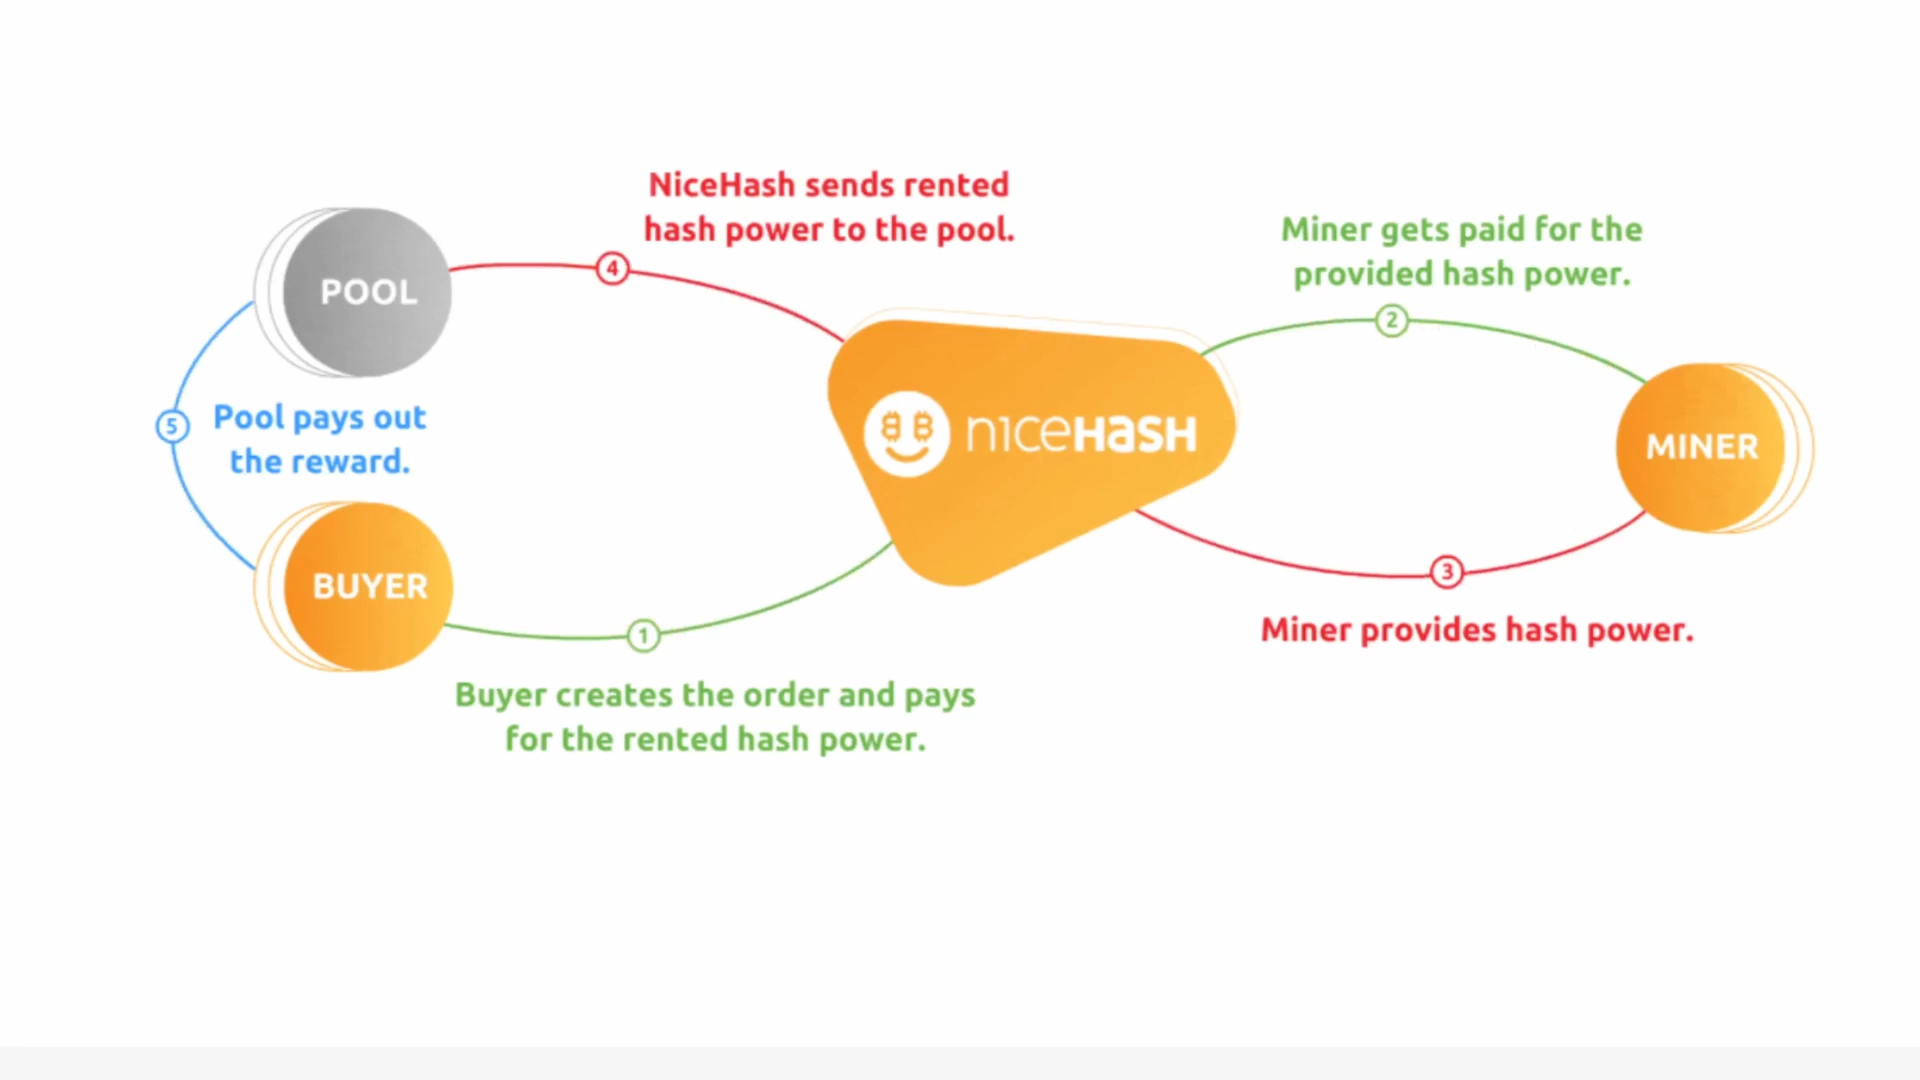 NiceHash sends rented
hash power to the pool.
4
POOL
Miner gets paid for the
provided hash power.
2
5
Pool pays out
the reward.
niceHASH
MINER
BUYER
1
3
Miner provides hash power.
Buyer creates the order and pays
for the rented hash power.